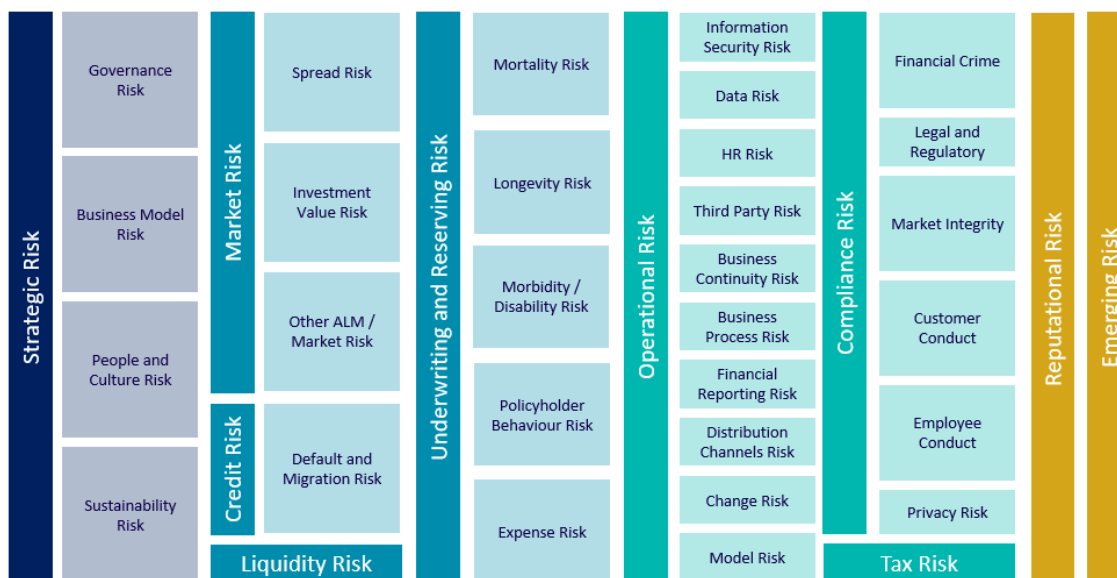 Strategic Risk
Governance
Risk
Business Model
Risk
People and
Culture Risk
Sustainability
Risk
Market Risk
Spread Risk
Investment
Value Risk
Other ALM /
Market Risk
Credit Risk
Default and
Migration Risk
Liquidity Risk
Underwriting and Reserving Risk
Mortality Risk
Longevity Risk
Morbidity /
Disability Risk
Policyholder
Behaviour Risk
Expense Risk
Operational Risk
Information
Security Risk
Data Risk
HR Risk
Third Party Risk
Business
Continuity Risk
Business
Process Risk
Financial
Reporting Risk
Distribution
Channels Risk
Change Risk
Model Risk
Compliance Risk
Financial Crime
Legal and
Regulatory
Market Integrity
Customer
Conduct
Employee
Conduct
Privacy Risk
Tax Risk
Reputational Risk
Emerging Risk